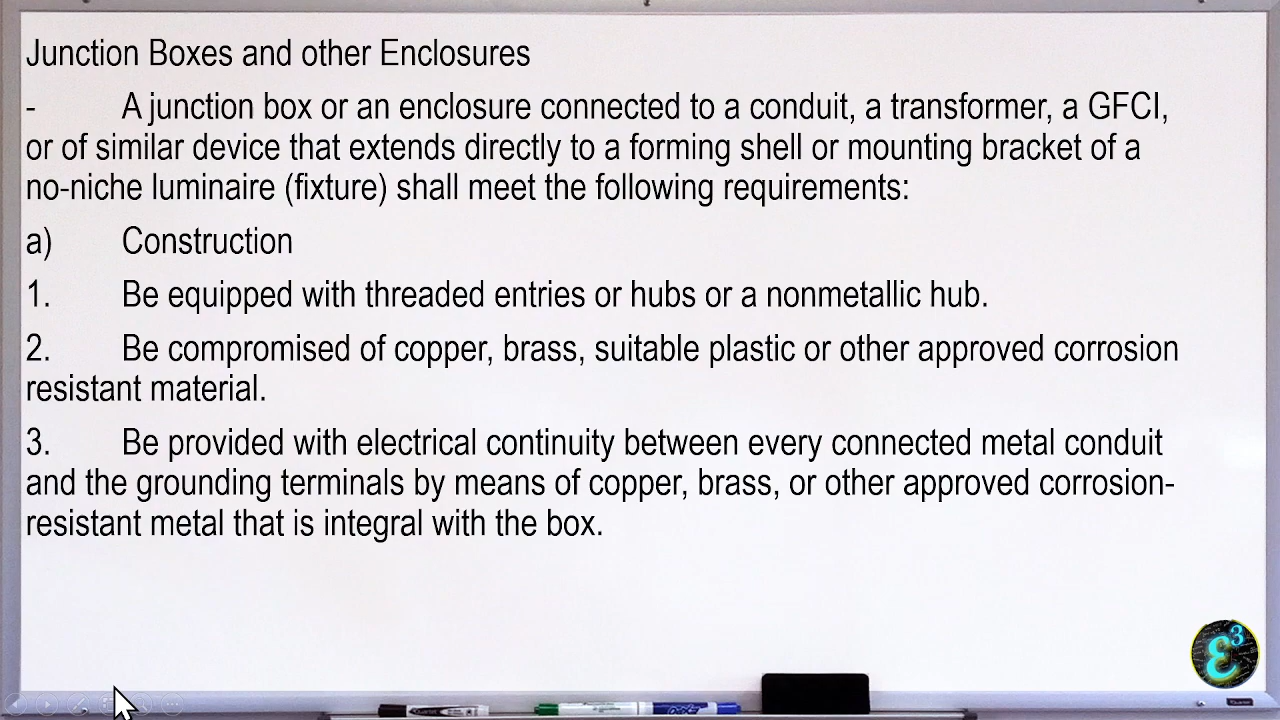 Junction Boxes and other Enclosures
- A junction box or an enclosure connected to a conduit, a transformer, a GFCI,
or of similar device that extends directly to a forming shell or mounting bracket of a
no-niche luminaire (fixture) shall meet the following requirements:
a) Construction
1. Be equipped with threaded entries or hubs or a nonmetallic hub.
2. Be compromised of copper, brass, suitable plastic or other approved corrosion
resistant material.
3. Be provided with electrical continuity between every connected metal conduit
and the grounding terminals by means of copper, brass, or other approved corrosion-
resistant metal that is integral with the box.
ε3